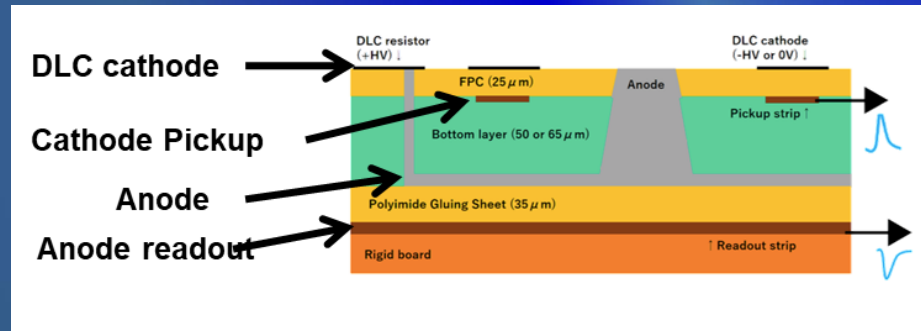 DLC cathode
Cathode Pickup
Anode
Anode readout
DLC resistor
(+HV) ↓
DLC cathode
(-HV or 0V) ↓
FPC (25μm)
Anode
Pickup strip ↑
Bottom layer (50 or 65μm)
Polyimide Gluing Sheet (35μm)
↑ Readout strip
Rigid board